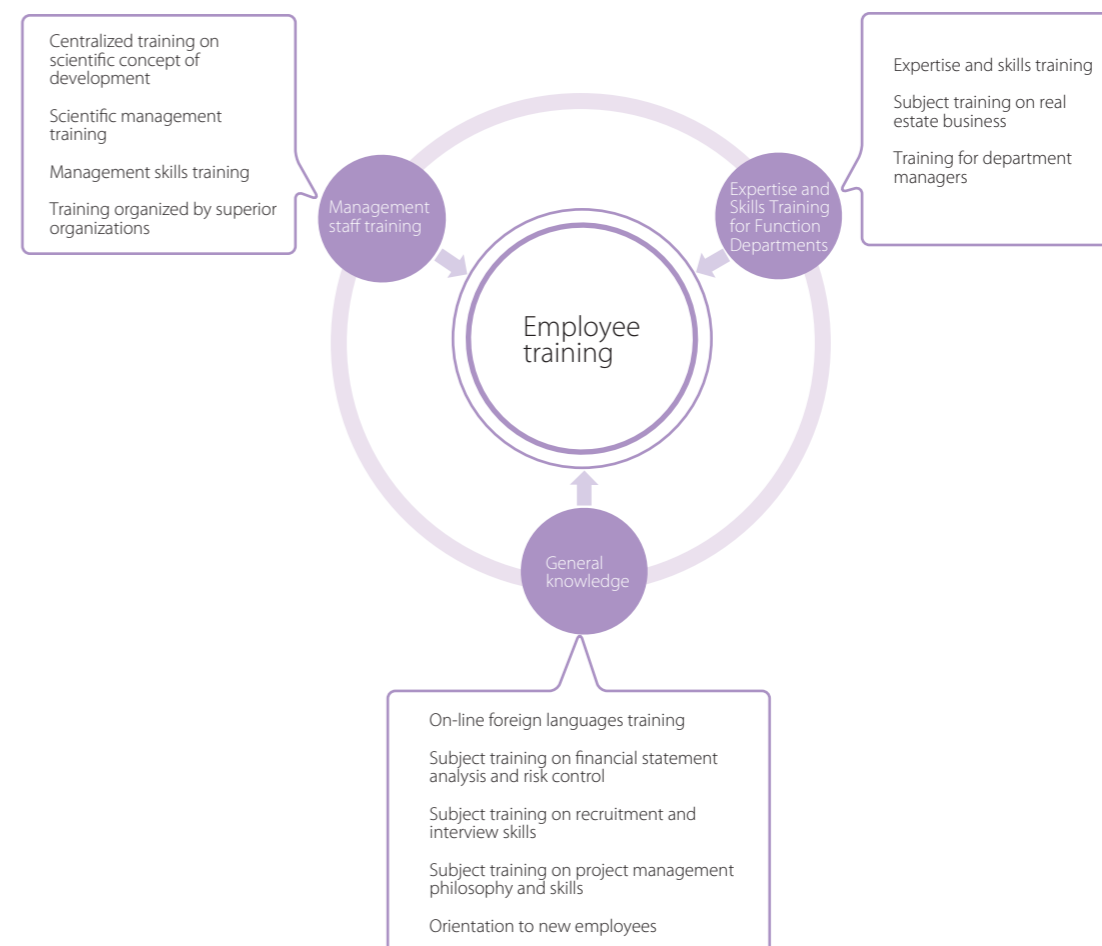 Centralized training on
scientific concept of
development
Scientific management
training
Management skills training
Training organized by superior
organizations
Expertise and skills training
Subject training on real
estate business
Training for department
managers
Management
staff training
Expertise and
Skills Training
for Function
Departments
Employee
training
General
knowledge
On-line foreign languages training
Subject training on financial statement
analysis and risk control
Subject training on recruitment and
interview skills
Subject training on project management
philosophy and skills
Orientation to new employees